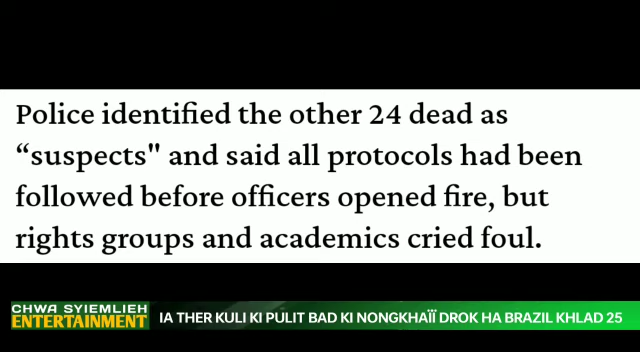 Police identified the other 24 dead as
“suspects" and said all protocols had been
followed before officers opened fire, but
rights groups and academics cried foul.
CHWA SYIEMLIEH
ENTERTAINMENT
IA THER KULI KI PULIT BAD KI NONGKHAÏÏ DROK HA BRAZIL KHLAD 25